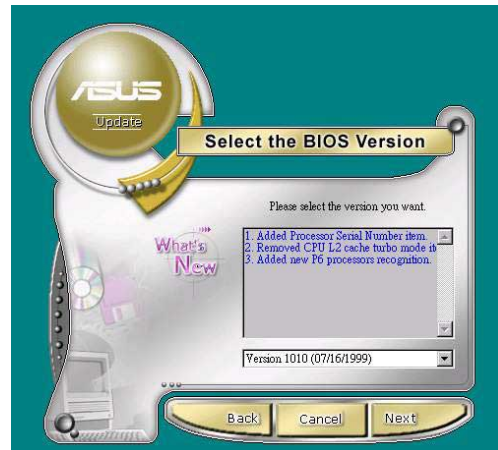 ASUS
Update
Select the BIOS Version
Please select the version you want.
What's New
1. Added Processor Serial Number item.
2. Removed CPU L2 cache turbo mode it
3. Added new P6 processors recognition.
Version 1010 (07/16/1999)
Back
Cancel
Next